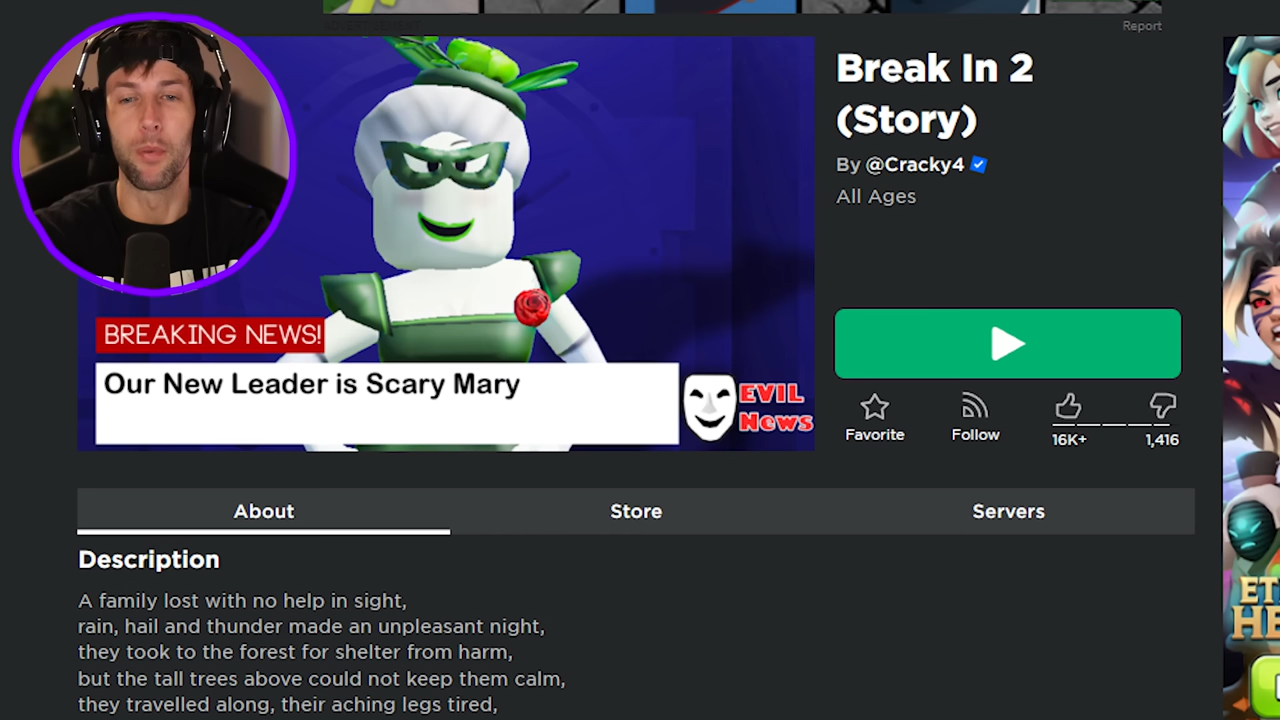 Report
Break In 2
(Story)
By @Cracky4
All Ages
BREAKING NEWS!
Our New Leader is Scary Mary
EVIL
News
Favorite
Follow
16K+
1,416
About
Store
Servers
Description
A family lost with no help in sight,
rain, hail and thunder made an unpleasant night,
they took to the forest for shelter from harm,
but the tall trees above could not keep them calm,
they travelled along, their aching legs tired,